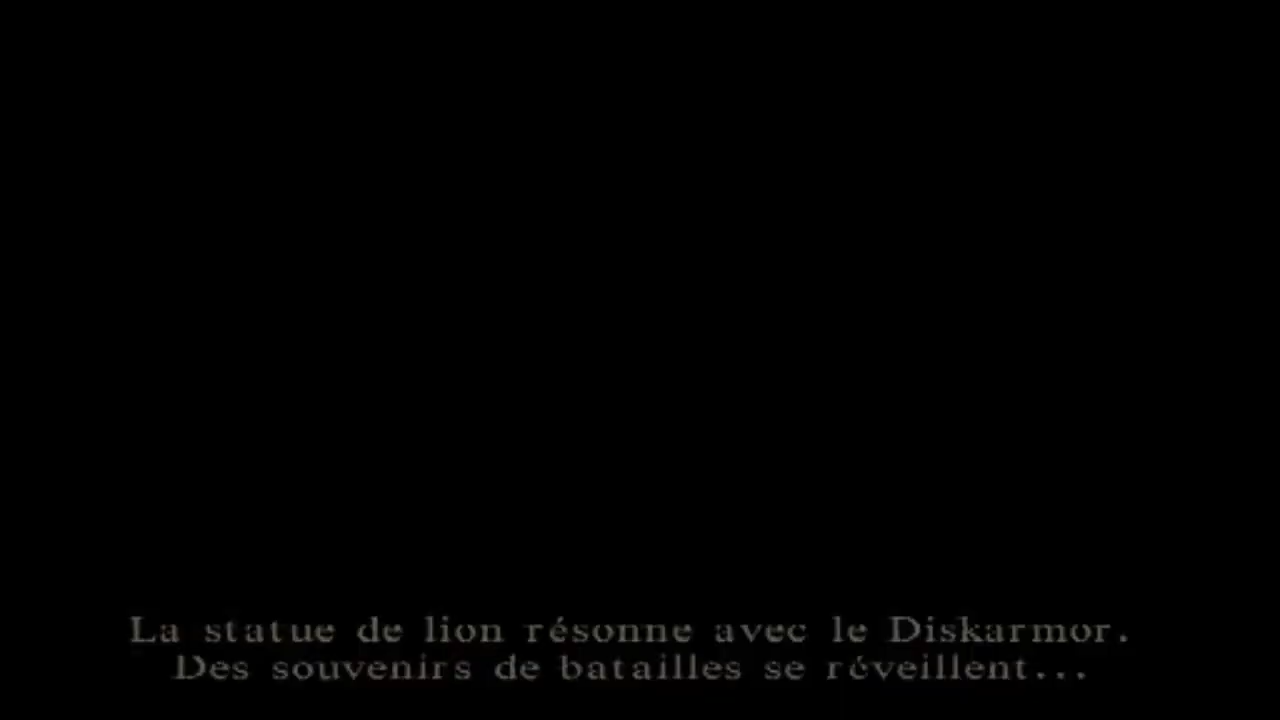 La statue de lion résonne avec le Diskarmor.
Des souvenirs de batailles se réveillent...